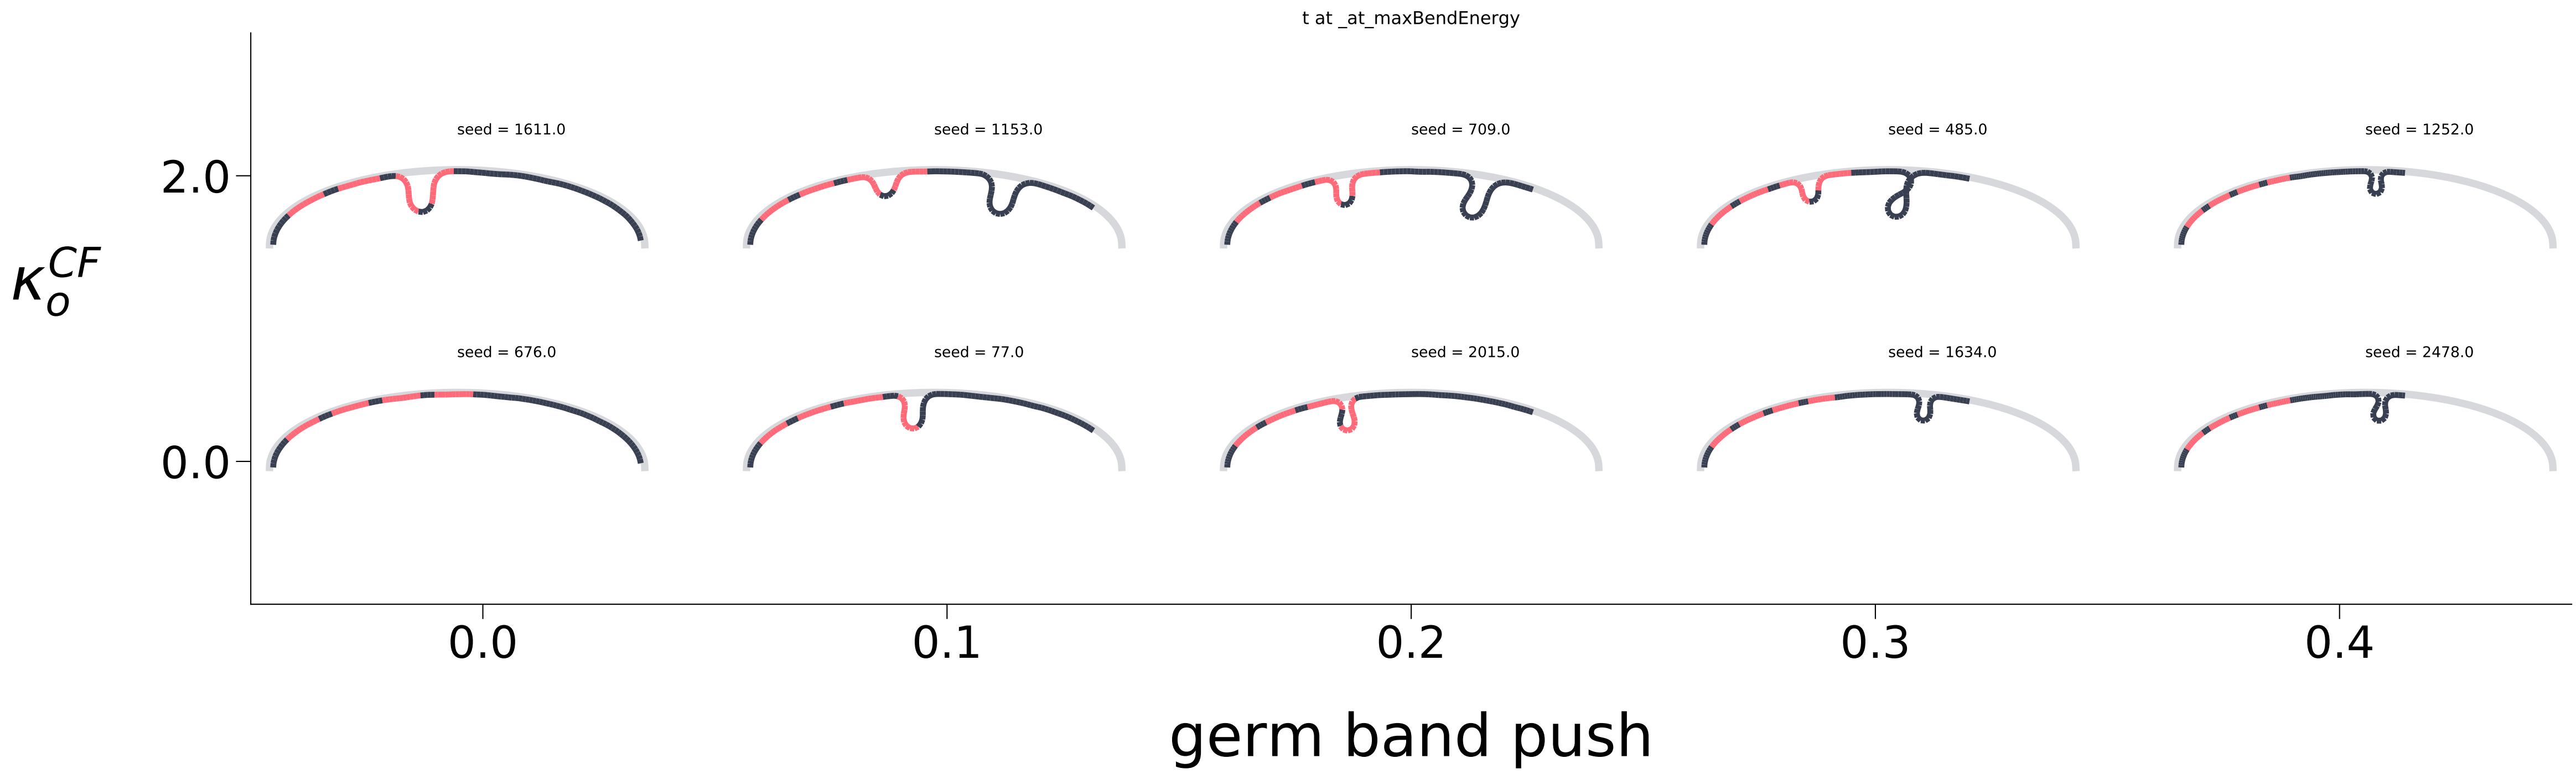 t at _at_maxBendEnergy
seed = 1611.0
seed = 1153.0
seed = 709.0
seed = 485.0
seed = 1252.0
2.0
κ_o^{CF}
seed = 676.0
seed = 77.0
seed = 2015.0
seed = 1634.0
seed = 2478.0
0.0
0.0 0.1 0.2 0.3 0.4
germ band push